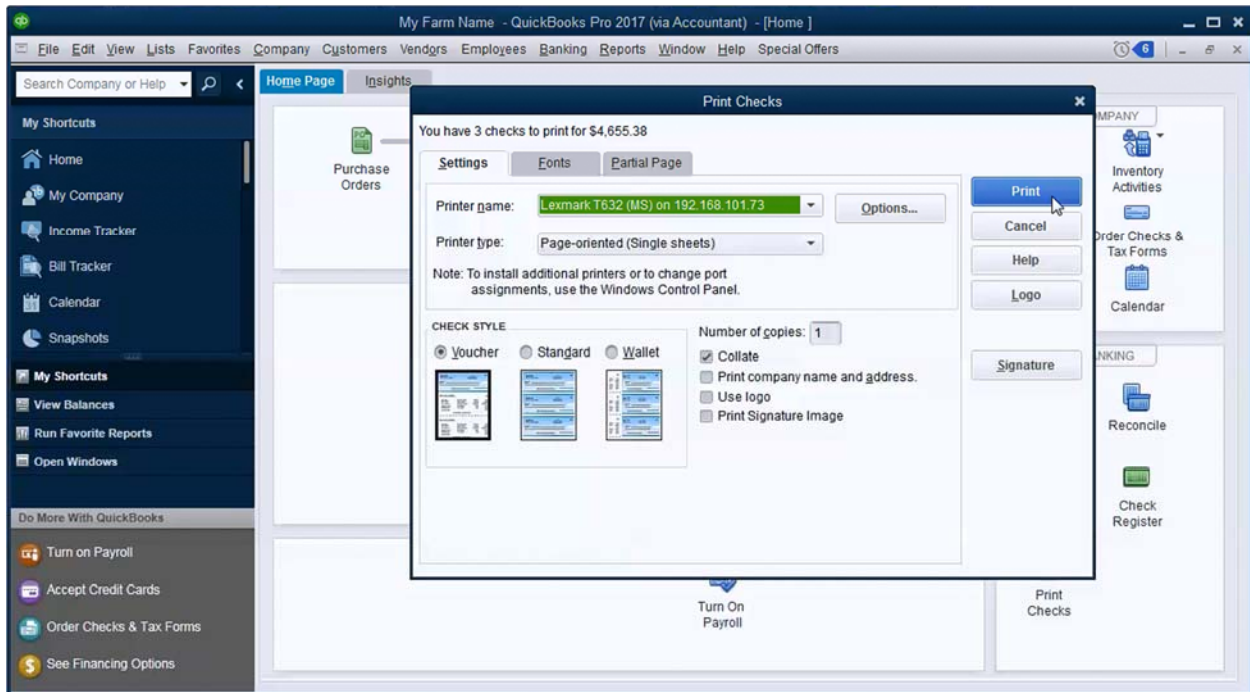 qb
My Farm Name - QuickBooks Pro 2017 (via Accountant) - [Home ]
File Edit View Lists Favorites Company Customers Vendors Employees Banking Reports Window Help Special Offers
6
Search Company or Help
Home Page
Insights
My Shortcuts
Home
My Company
Income Tracker
Bill Tracker
Calendar
Snapshots
My Shortcuts
View Balances
Run Favorite Reports
Open Windows
Do More With QuickBooks
Turn on Payroll
Accept Credit Cards
Order Checks & Tax Forms
See Financing Options
Purchase
Orders
Print Checks
You have 3 checks to print for $4,655.38
Settings
Fonts
Partial Page
Printer name:
Lexmark T632 (MS) on 192.168.101.73
Options...
Printer type:
Page-oriented (Single sheets)
Note: To install additional printers or to change port
assignments, use the Windows Control Panel.
CHECK STYLE
Voucher
Standard
Wallet
Number of copies: 1
Collate
Print company name and address.
Use logo
Print Signature Image
Print
Cancel
Help
Logo
Signature
MPANY
Inventory
Activities
Order Checks &
Tax Forms
Calendar
NKING
Reconcile
Check
Register
Turn On
Payroll
Print
Checks